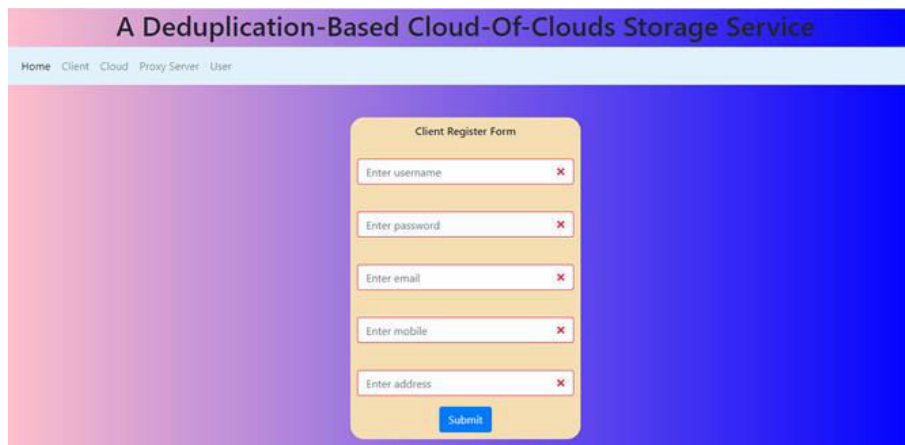 A Deduplication-Based Cloud-Of-Clouds Storage Service
Home Client Cloud Proxy Server User
Client Register Form
Enter username
Enter password
Enter email
Enter mobile
Enter address
Submit